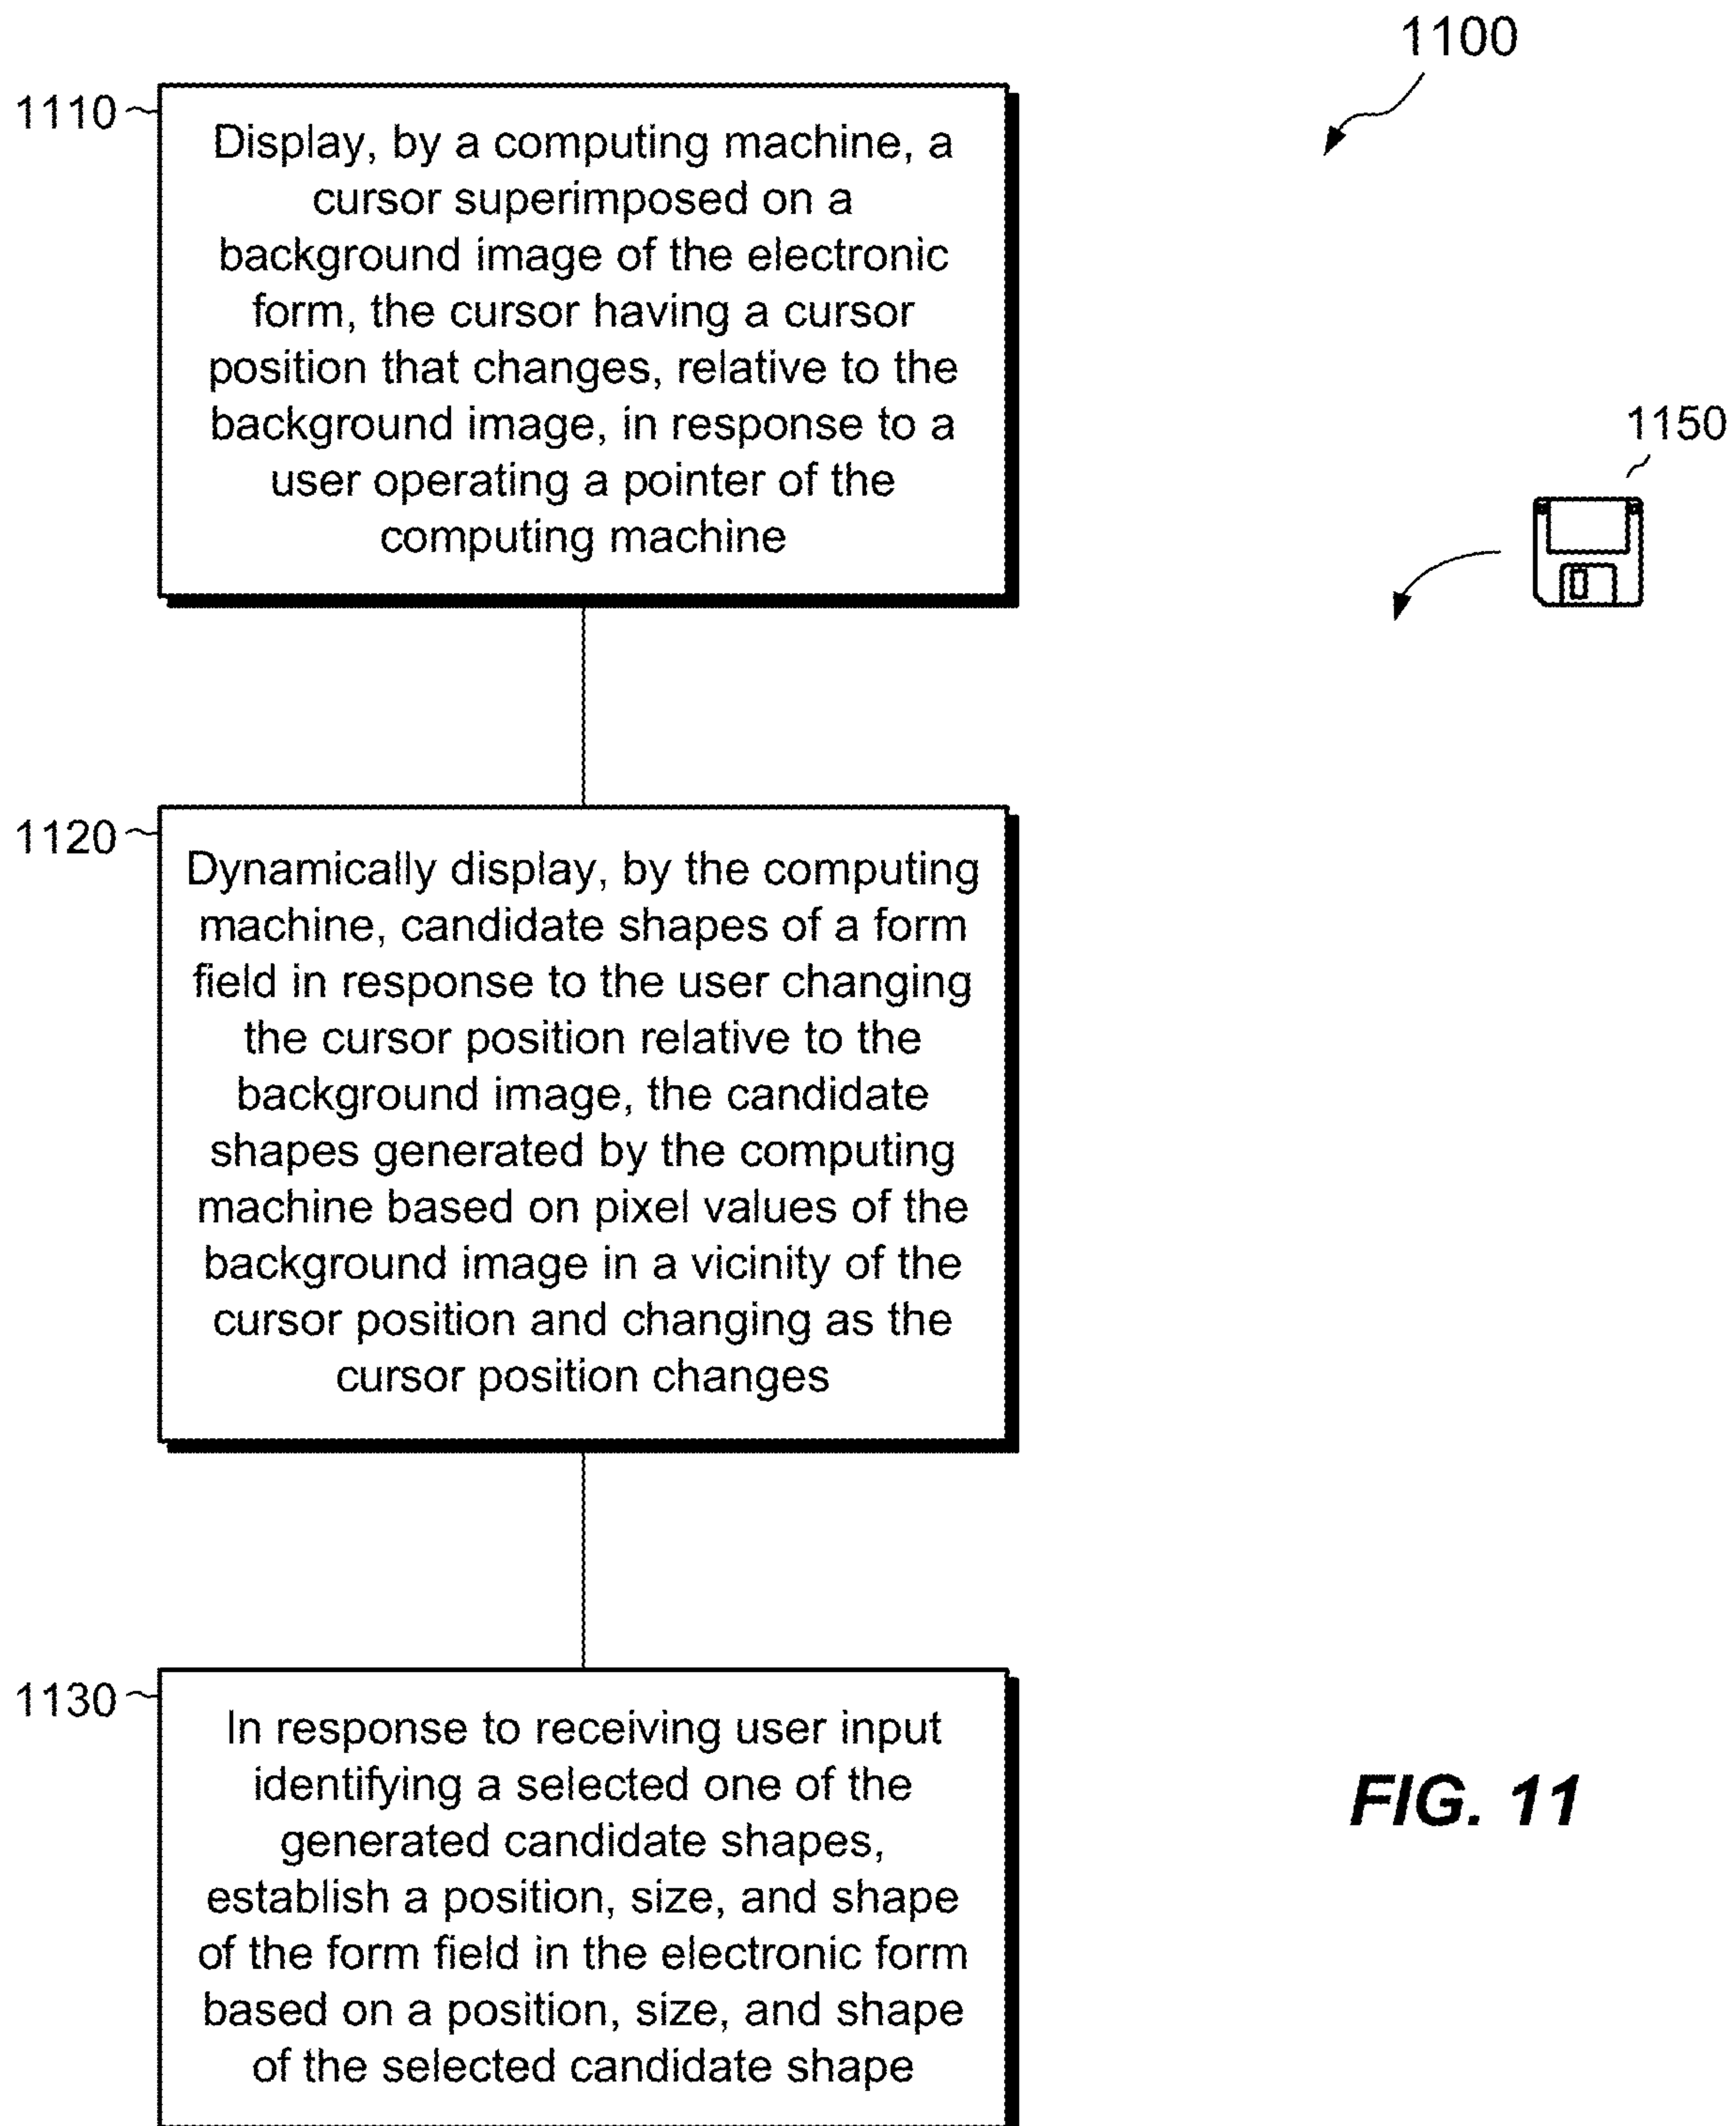 1100
1110
Display, by a computing machine, a
cursor superimposed on a
background image of the electronic
form, the cursor having a cursor
position that changes, relative to the
background image, in response to a
user operating a pointer of the
computing machine
1150
1120
Dynamically display, by the computing
machine, candidate shapes of a form
field in response to the user changing
the cursor position relative to the
background image, the candidate
shapes generated by the computing
machine based on pixel values of the
background image in a vicinity of the
cursor position and changing as the
cursor position changes
1130
In response to receiving user input
identifying a selected one of the
generated candidate shapes,
establish a position, size, and shape
of the form field in the electronic form
based on a position, size, and shape
of the selected candidate shape
FIG. 11